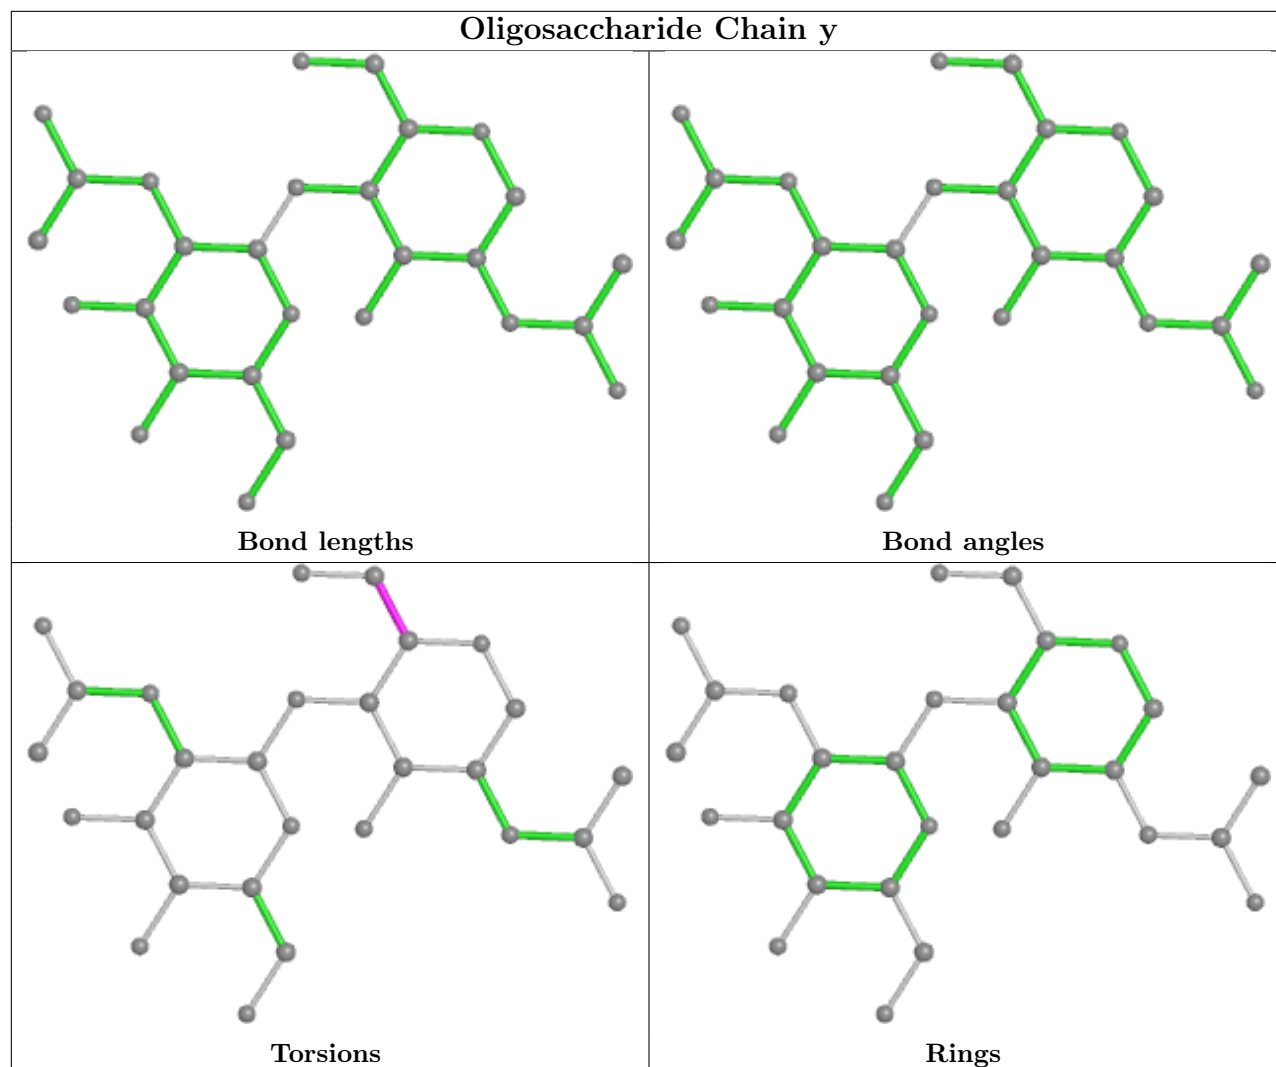 Oligosaccharide Chain y
Bond lengths
Bond angles
Torsions
Rings